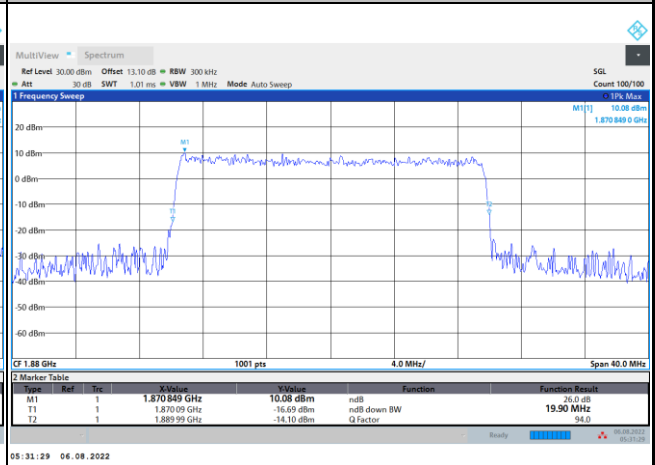 MultiView Spectrum
Ref Level 30.00 dBm Offset 13.10 dB RBW 300 kHz SGL
Att 30 dB SWT 1.01 ms VBW 1 MHz Mode Auto Sweep Count 100/100
1 Frequency Sweep 1Pk Max
M1[1] 10.08 dBm
1.870 849 0 GHz
20 dBm
M1
10 dBm
0 dBm
-10 dBm
T1 T2
-20 dBm
-30 dBm
-40 dBm
-50 dBm
-60 dBm
CF 1.88 GHz 1001 pts 4.0 MHz/ Span 40.0 MHz
2 Marker Table
Type Ref Trc X-Value Y-Value Function Function Result
M1 1 1.870 849 GHz 10.08 dBm ndB 26.0 dB
T1 1 1.870 09 GHz -16.69 dBm ndB down BW 19.90 MHz
T2 1 1.889 99 GHz -14.10 dBm Q Factor 94.0
Ready 06.08.2022
05:31:29
05:31:29 06.08.2022